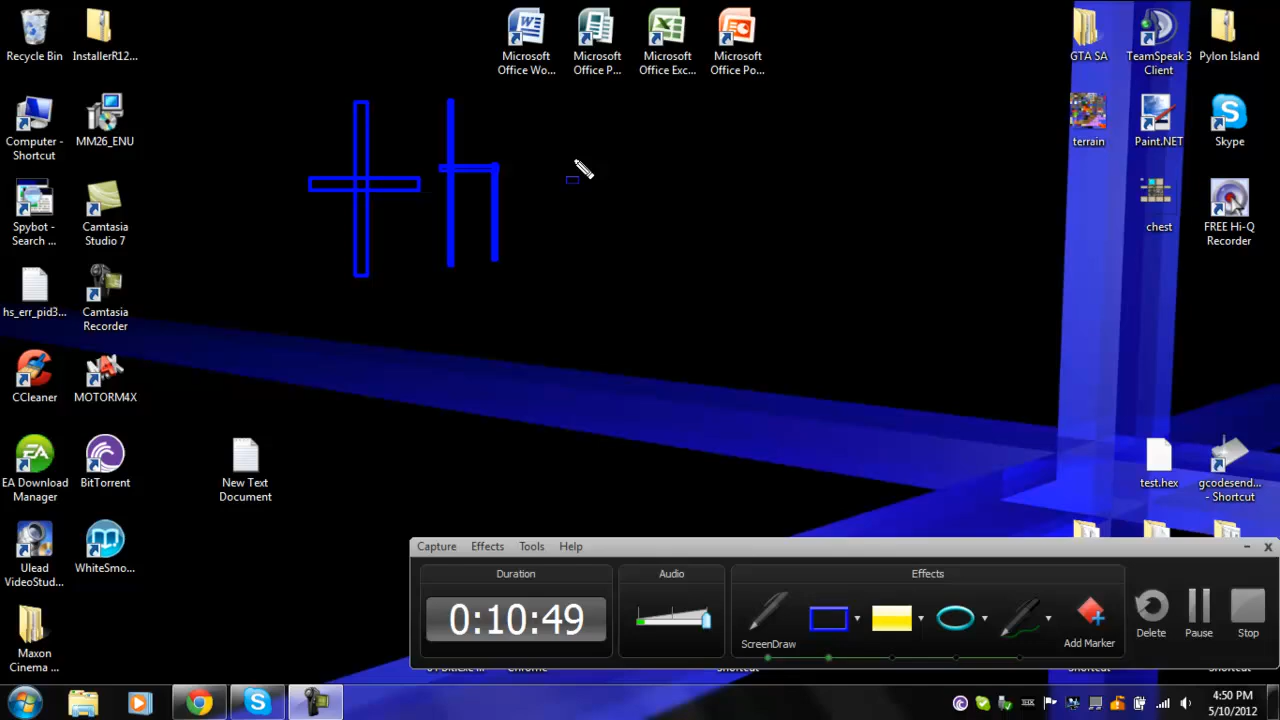 Recycle Bin
InstallerR12...
Microsoft Office Wo...
Microsoft Office P...
Microsoft Office Exc...
Microsoft Office Po...
GTA SA
TeamSpeak 3 Client
Pylon Island
Computer - Shortcut
MM26_ENU
th
terrain
Paint.NET
Skype
Spybot - Search ...
Camtasia Studio 7
chest
FREE Hi-Q Recorder
hs_err_pid3...
Camtasia Recorder
CCleaner
MOTORM4X
EA Download Manager
BitTorrent
New Text Document
test.hex
gcodesend... - Shortcut
Ulead VideoStud...
WhiteSmo...
Maxon Cinema ...
Capture Effects Tools Help
Duration
Audio
Effects
0:10:49
ScreenDraw
Add Marker
Delete
Pause
Stop
4:50 PM
5/10/2012